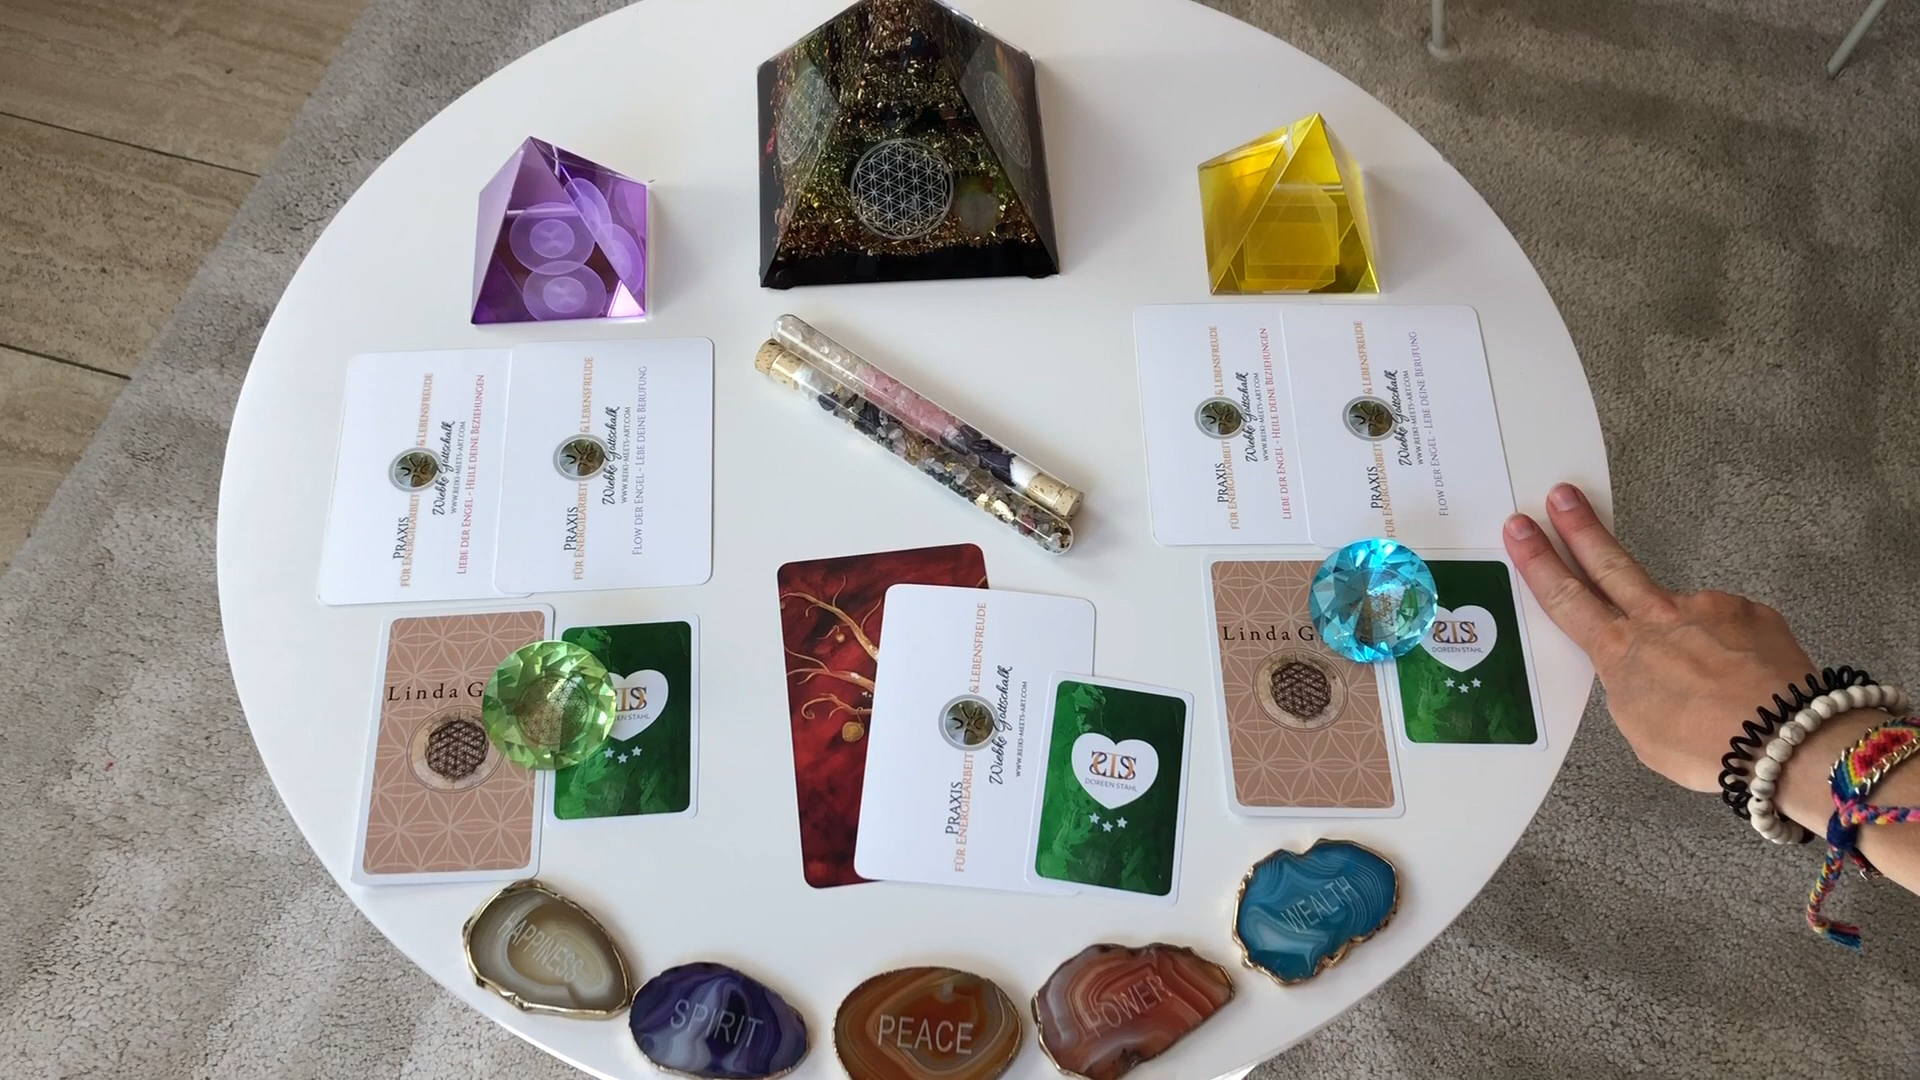 PRAXIS
FÜR ENERGIEARBEIT & LEBENSFREUDE
Wiebke Gottschalk
WWW.REIKI-MEETS-ART.COM
LIEBE DER ENGEL - HEILE DEINE BEZIEHUNGEN
PRAXIS
FÜR ENERGIEARBEIT & LEBENSFREUDE
Wiebke Gottschalk
WWW.REIKI-MEETS-ART.COM
FLOW DER ENGEL - LEBE DEINE BERUFUNG
PRAXIS
FÜR ENERGIEARBEIT & LEBENSFREUDE
Wiebke Gottschalk
WWW.REIKI-MEETS-ART.COM
LIEBE DER ENGEL - HEILE DEINE BEZIEHUNGEN
PRAXIS
FÜR ENERGIEARBEIT & LEBENSFREUDE
Wiebke Gottschalk
WWW.REIKI-MEETS-ART.COM
FLOW DER ENGEL - LEBE DEINE BERUFUNG
Linda G
STAHL
PRAXIS
FÜR ENERGIEARBEIT & LEBENSFREUDE
Wiebke Gottschalk
WWW.REIKI-MEETS-ART.COM
DOREEN STAHL
Linda G
DOREEN STAHL
HAPPINESS
SPIRIT
PEACE
POWER
WEALTH